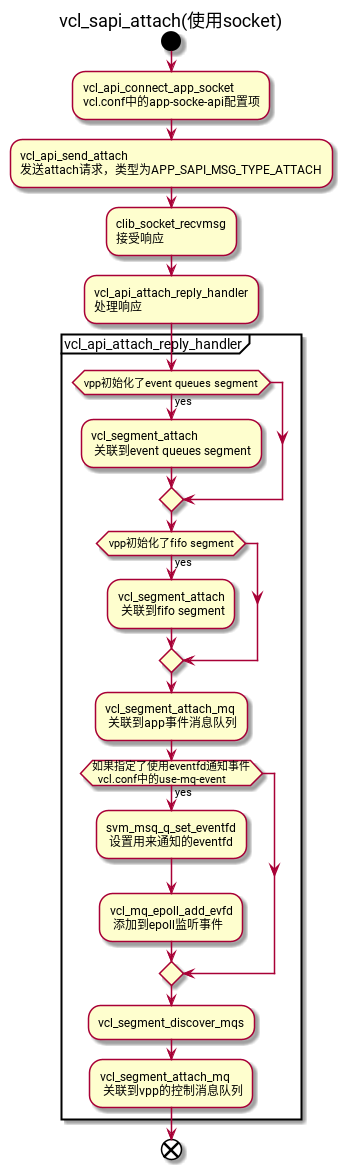 vcl_sapi_attach(使用socket)
vcl_api_connect_app_socket
vcl.conf中的app-socke-api配置项
vcl_api_send_attach
发送attach请求，类型为APP_SAPI_MSG_TYPE_ATTACH
clib_socket_recvmsg
接受响应
vcl_api_attach_reply_handler
处理响应
vcl_api_attach_reply_handler
vpp初始化了event queues segment
yes
vcl_segment_attach
关联到event queues segment
vpp初始化了fifo segment
yes
vcl_segment_attach
关联到fifo segment
vcl_segment_attach_mq
关联到app事件消息队列
如果指定了使用eventfd通知事件
vcl.conf中的use-mq-event
yes
svm_msq_q_set_eventfd
设置用来通知的eventfd
vcl_mq_epoll_add_evfd
添加到epoll监听事件
vcl_segment_discover_mqs
vcl_segment_attach_mq
关联到vpp的控制消息队列